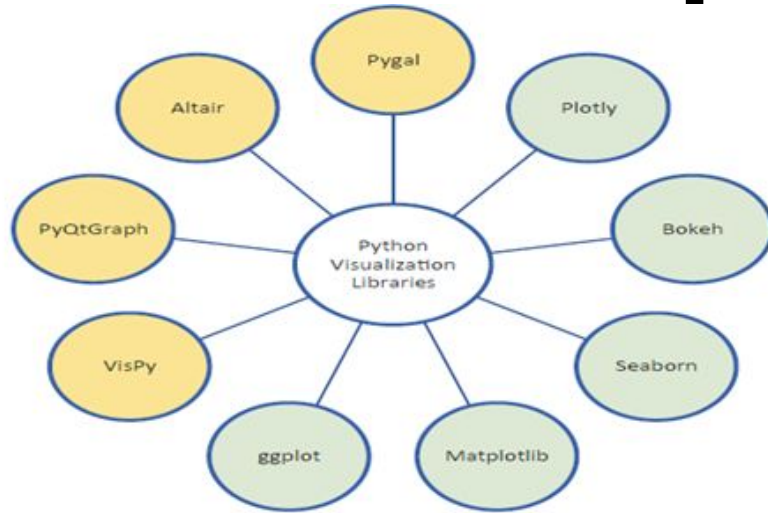 Pygal
Altair
Plotly
PyQtGraph
Bokeh
Python
Visualization
Libraries
VisPy
Seaborn
ggplot
Matplotlib